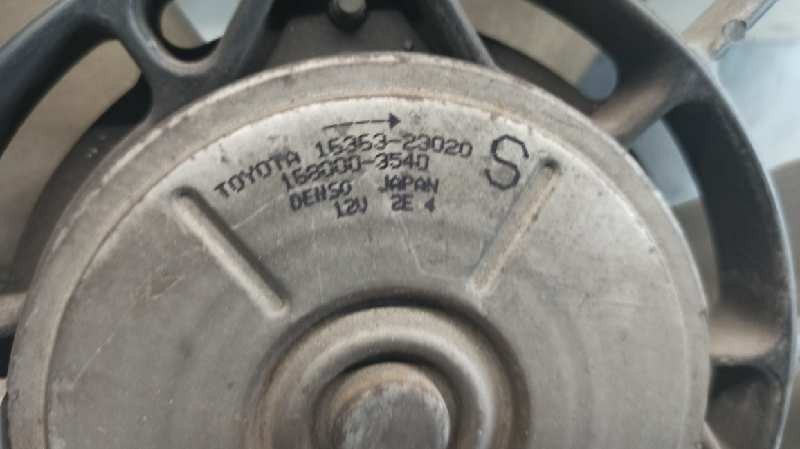 TOYOTA 16363-23020
168000-3540
DENSO JAPAN
12V 2E 4
S